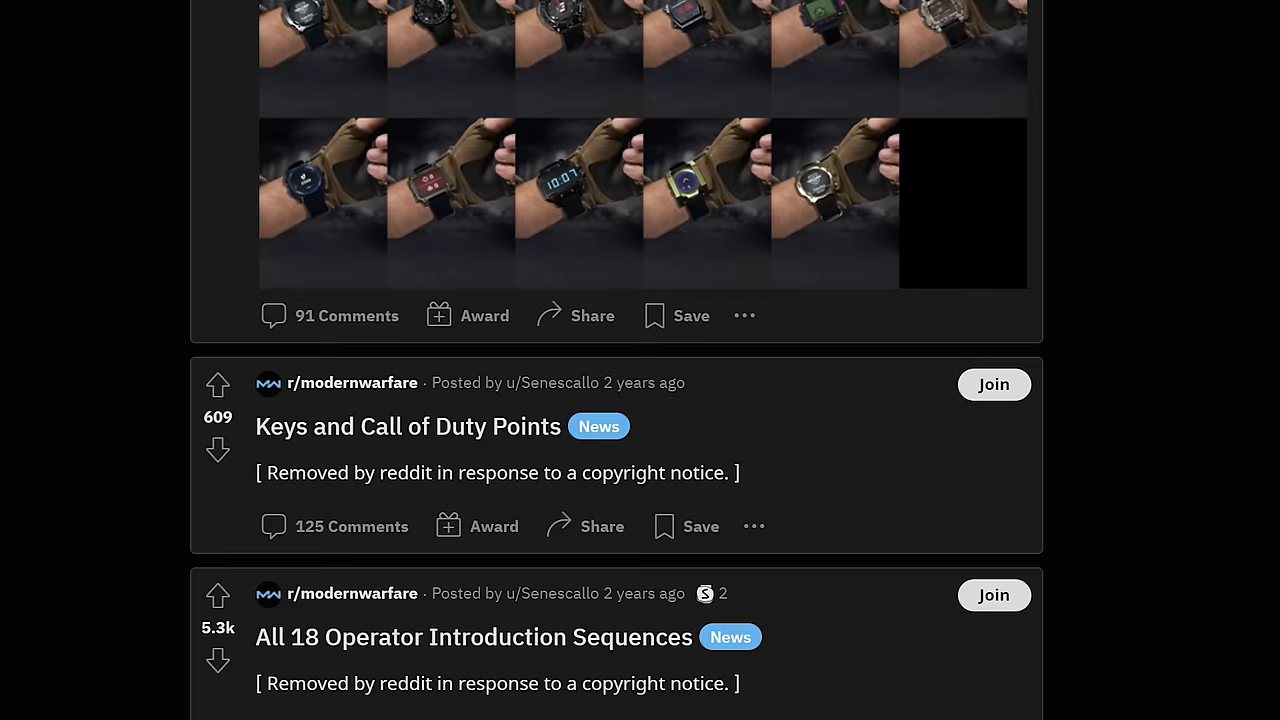 10:07
91 Comments Award Share Save
r/modernwarfare · Posted by u/Senescallo 2 years ago Join
609
Keys and Call of Duty Points News
[ Removed by reddit in response to a copyright notice. ]
125 Comments Award Share Save
r/modernwarfare · Posted by u/Senescallo 2 years ago 2 Join
5.3k
All 18 Operator Introduction Sequences News
[ Removed by reddit in response to a copyright notice. ]